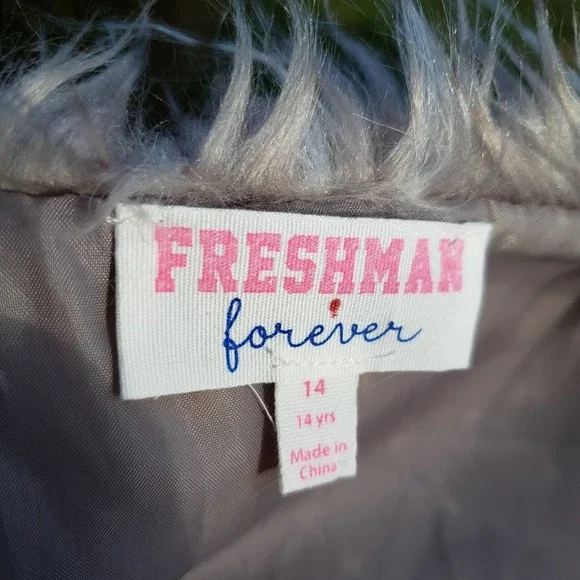 FRESHMAN
forever
14
14 yrs
Made in
China